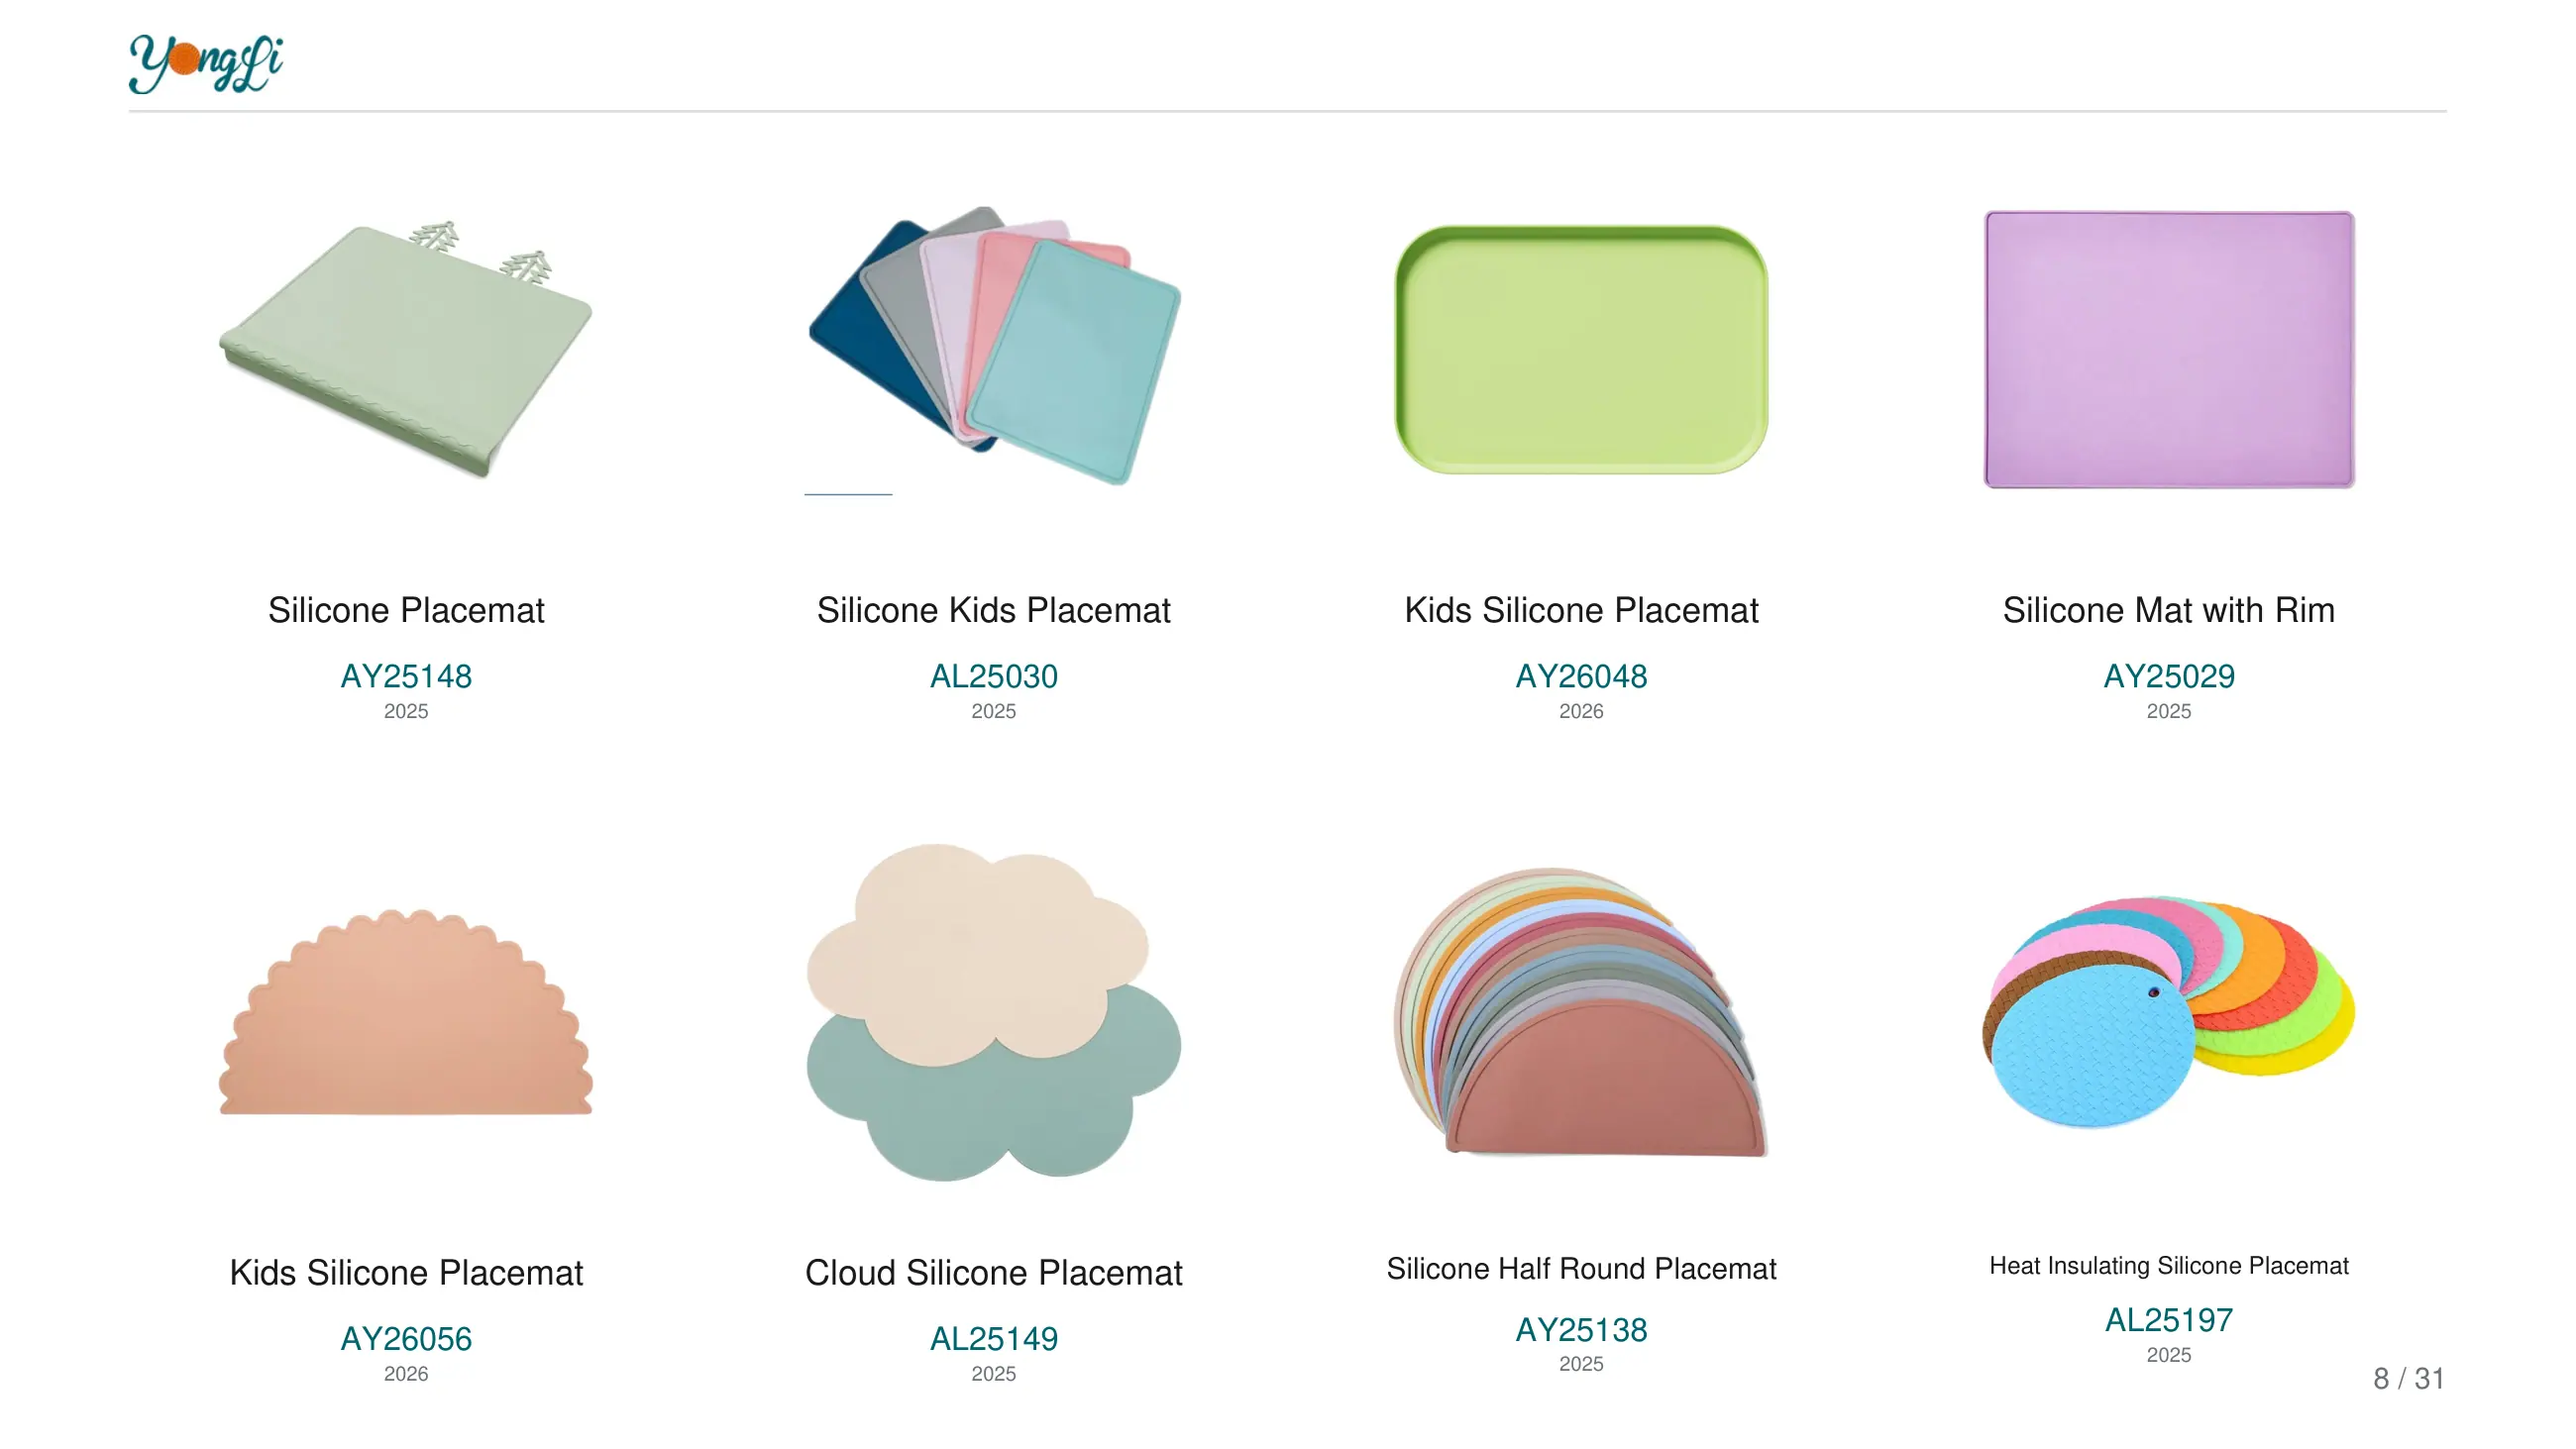 YongLi
Silicone Placemat
AY25148
2025
Silicone Kids Placemat
AL25030
2025
Kids Silicone Placemat
AY26048
2026
Silicone Mat with Rim
AY25029
2025
Kids Silicone Placemat
AY26056
2026
Cloud Silicone Placemat
AL25149
2025
Silicone Half Round Placemat
AY25138
2025
Heat Insulating Silicone Placemat
AL25197
2025
8 / 31